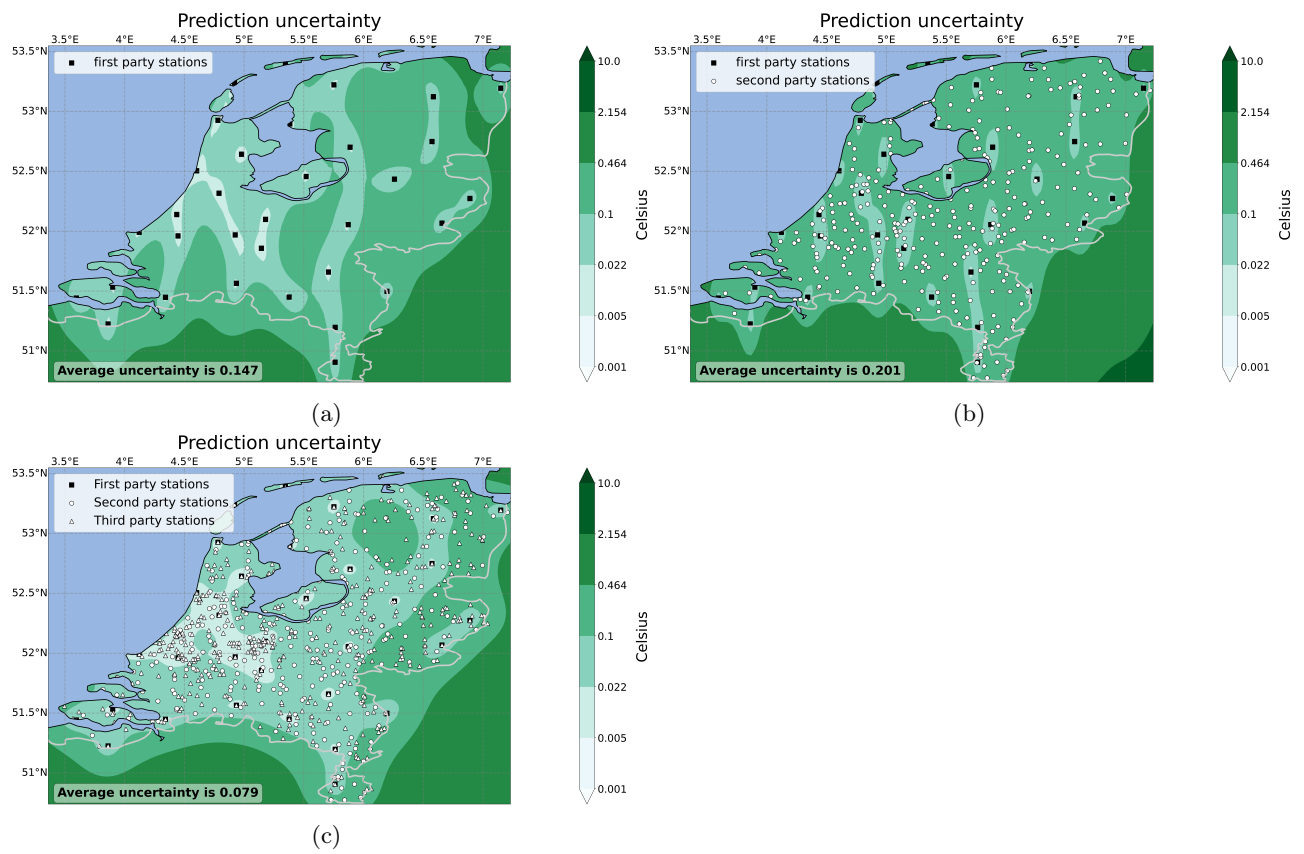 Prediction uncertainty
3.5°E 4°E 4.5°E 5°E 5.5°E 6°E 6.5°E 7°E
53.5°N
53°N
52.5°N
52°N
51.5°N
51°N
first party stations
Average uncertainty is 0.147
10.0
2.154
0.464
0.1
0.022
0.005
0.001
Celsius
(a)
Prediction uncertainty
3.5°E 4°E 4.5°E 5°E 5.5°E 6°E 6.5°E 7°E
53.5°N
53°N
52.5°N
52°N
51.5°N
51°N
first party stations
second party stations
Average uncertainty is 0.201
10.0
2.154
0.464
0.1
0.022
0.005
0.001
Celsius
(b)
Prediction uncertainty
3.5°E 4°E 4.5°E 5°E 5.5°E 6°E 6.5°E 7°E
53.5°N
53°N
52.5°N
52°N
51.5°N
51°N
First party stations
Second party stations
Third party stations
Average uncertainty is 0.079
10.0
2.154
0.464
0.1
0.022
0.005
0.001
Celsius
(c)